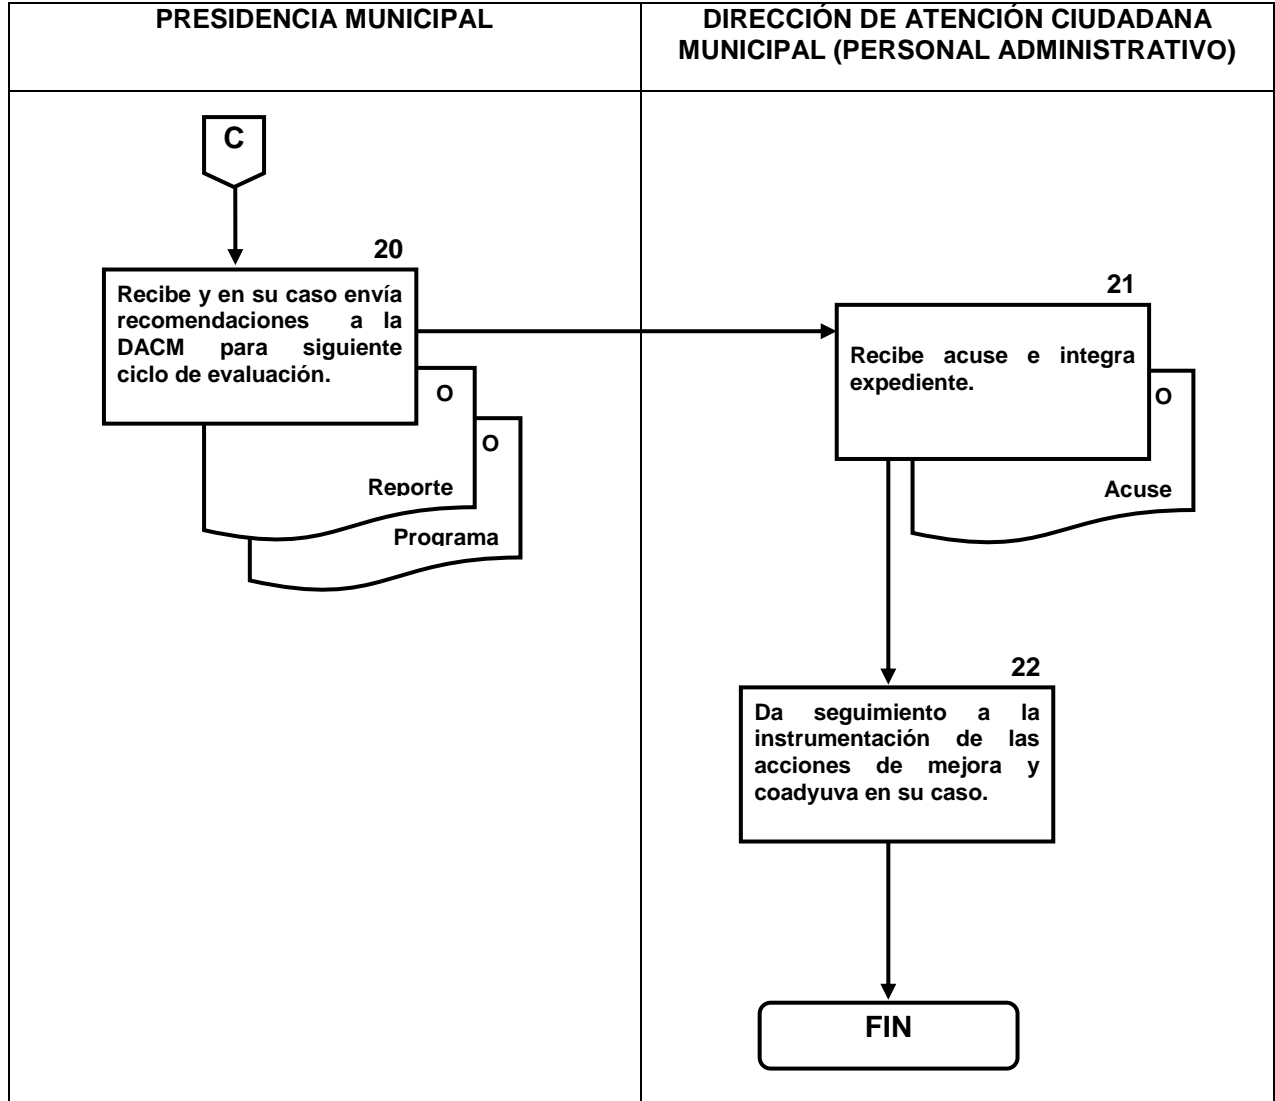 PRESIDENCIA MUNICIPAL
DIRECCIÓN DE ATENCIÓN CIUDADANA
MUNICIPAL (PERSONAL ADMINISTRATIVO)
C
20
Recibe y en su caso envía
recomendaciones a la
DACM para siguiente
ciclo de evaluación.
O
Reporte
O
Programa
21
Recibe acuse e integra
expediente.
O
Acuse
22
Da seguimiento a la
instrumentación de las
acciones de mejora y
coadyuva en su caso.
FIN